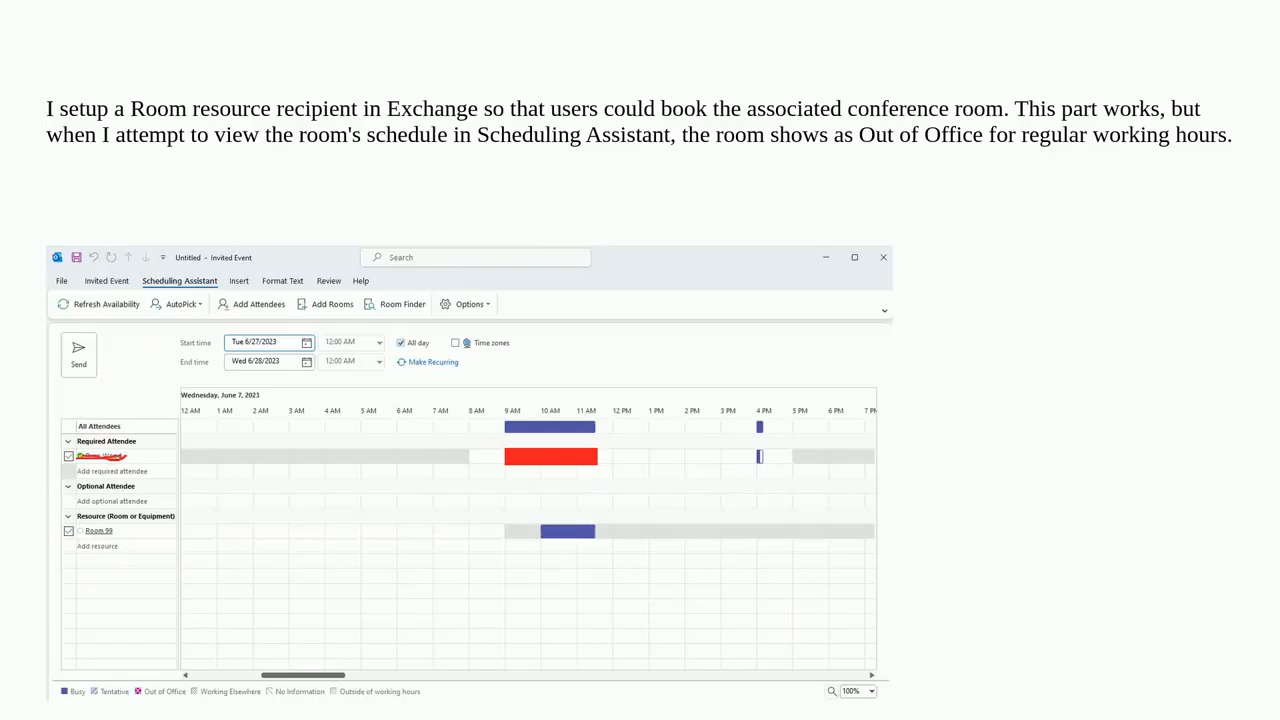 I setup a Room resource recipient in Exchange so that users could book the associated conference room. This part works, but
when I attempt to view the room's schedule in Scheduling Assistant, the room shows as Out of Office for regular working hours.
Untitled - Invited Event
Search
File Invited Event Scheduling Assistant Insert Format Text Review Help
Refresh Availability AutoPick Add Attendees Add Rooms Room Finder Options
Send
Start time Tue 6/27/2023 12:00 AM All day Time zones
End time Wed 6/28/2023 12:00 AM Make Recurring
Wednesday, June 7, 2023
12 AM 1 AM 2 AM 3 AM 4 AM 5 AM 6 AM 7 AM 8 AM 9 AM 10 AM 11 AM 12 PM 1 PM 2 PM 3 PM 4 PM 5 PM 6 PM 7 PM
All Attendees
Required Attendee
Add required attendee
Optional Attendee
Add optional attendee
Resource (Room or Equipment)
Room 99
Add resource
Busy Tentative Out of Office Working Elsewhere No Information Outside of working hours
100%